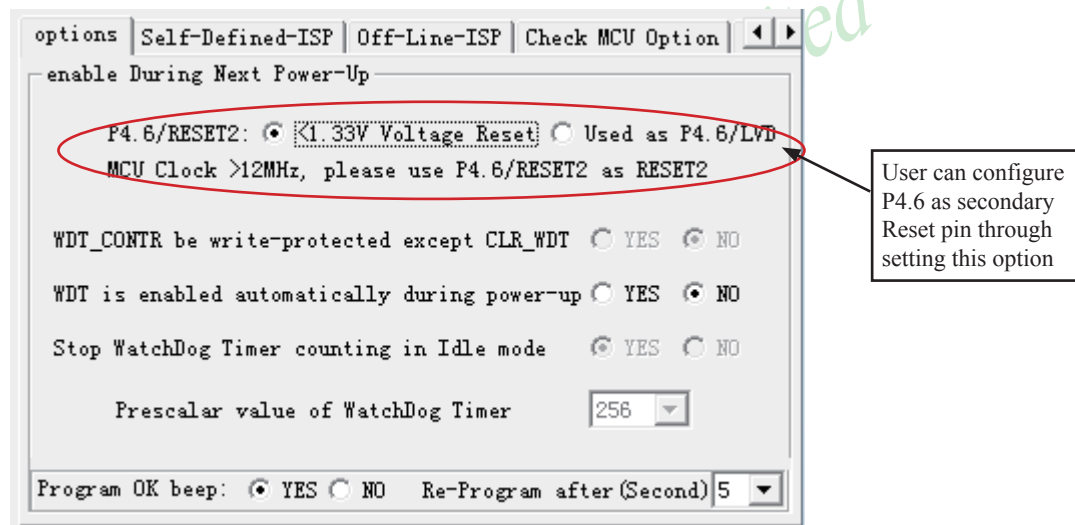 options Self-Defined-ISP Off-Line-ISP Check MCU Option
enable During Next Power-Up
P4.6/RESET2: <1.33V Voltage Reset Used as P4.6/LVD
MCU Clock >12MHz, please use P4.6/RESET2 as RESET2
User can configure
P4.6 as secondary
Reset pin through
setting this option
WDT_CONTR be write-protected except CLR_WDT YES NO
WDT is enabled automatically during power-up YES NO
Stop WatchDog Timer counting in Idle mode YES NO
Prescalar value of WatchDog Timer 256
Program OK beep: YES NO Re-Program after(Second) 5